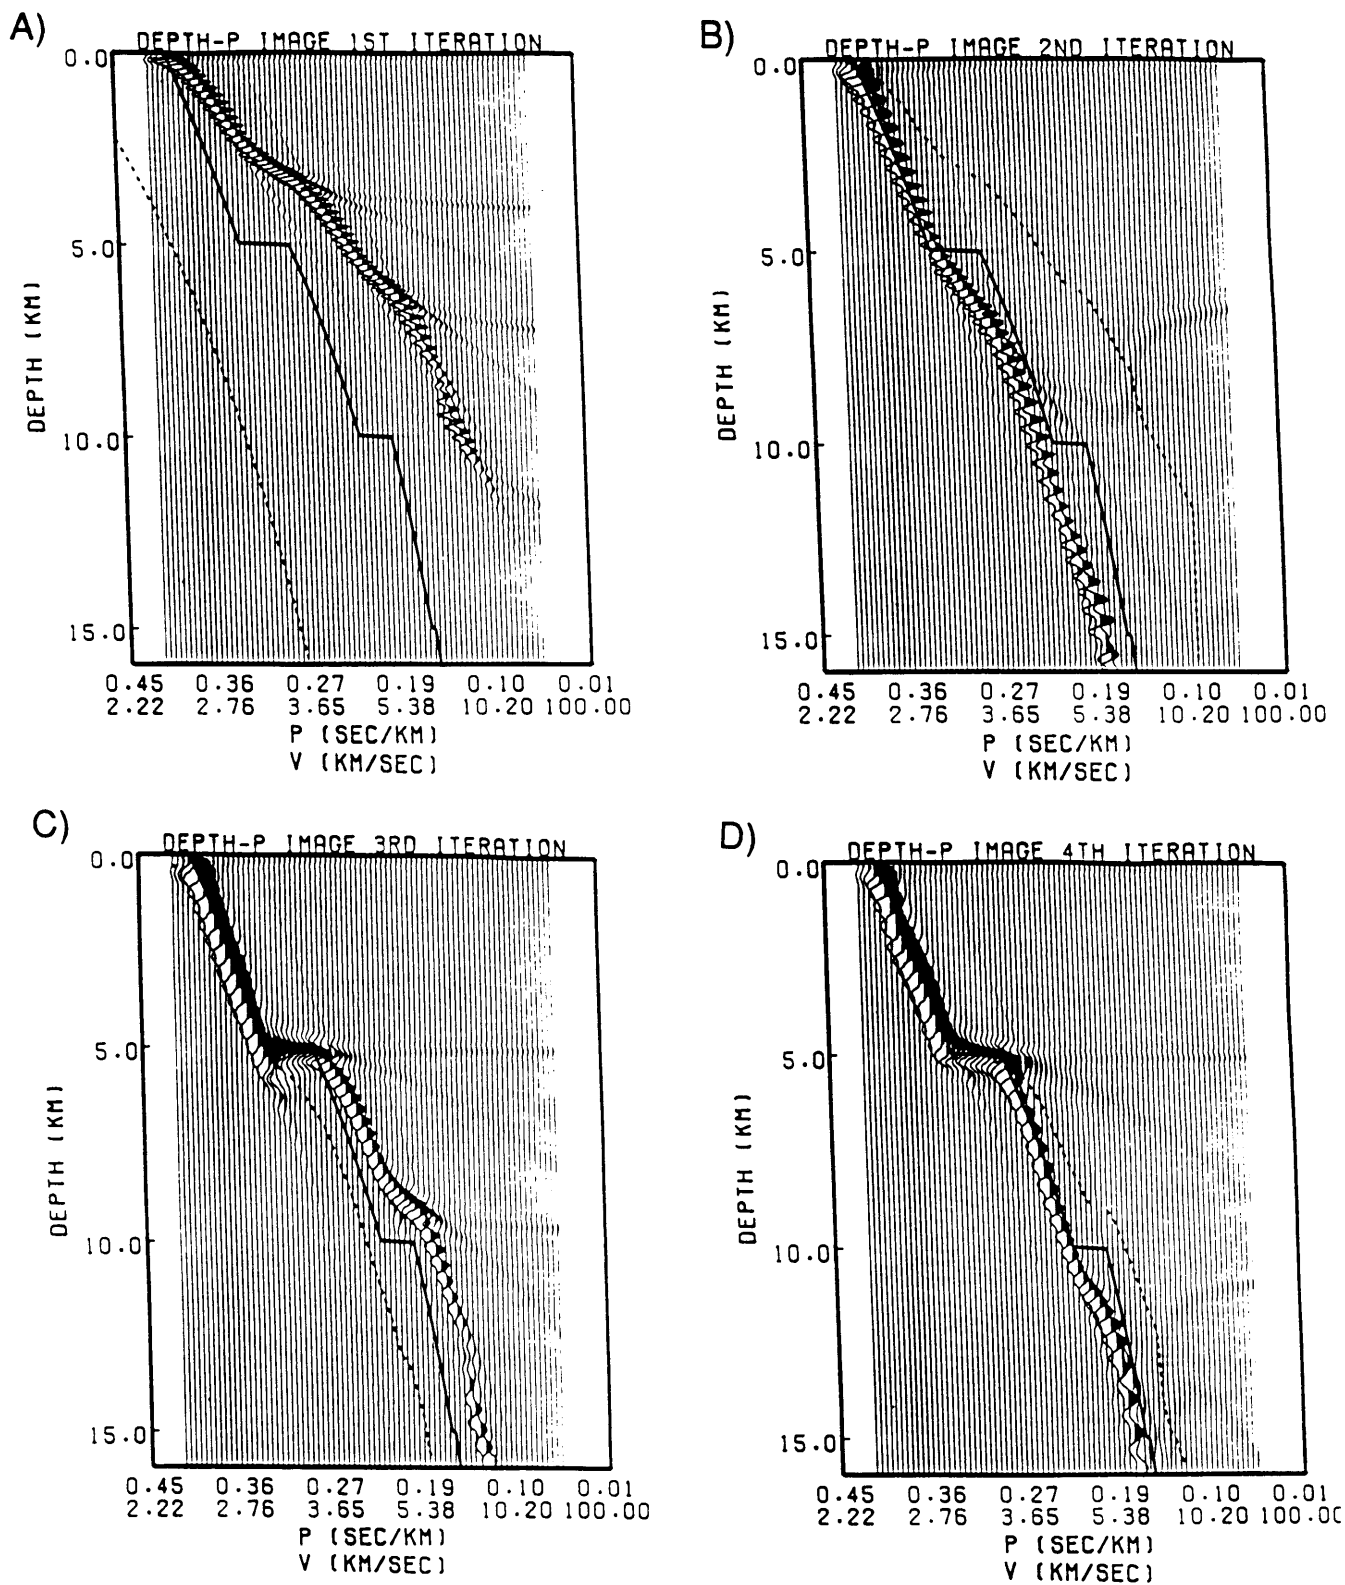 A)
DEPTH-P IMAGE 1ST ITERATION
0.0
5.0
10.0
15.0
DEPTH (KM)
0.45 0.36 0.27 0.19 0.10 0.01
2.22 2.76 3.65 5.38 10.20 100.00
P (SEC/KM)
V (KM/SEC)
B)
DEPTH-P IMAGE 2ND ITERATION
0.0
5.0
10.0
15.0
DEPTH (KM)
0.45 0.36 0.27 0.19 0.10 0.01
2.22 2.76 3.65 5.38 10.20 100.00
P (SEC/KM)
V (KM/SEC)
C)
DEPTH-P IMAGE 3RD ITERATION
0.0
5.0
10.0
15.0
DEPTH (KM)
0.45 0.36 0.27 0.19 0.10 0.01
2.22 2.76 3.65 5.38 10.20 100.00
P (SEC/KM)
V (KM/SEC)
D)
DEPTH-P IMAGE 4TH ITERATION
0.0
5.0
10.0
15.0
DEPTH (KM)
0.45 0.36 0.27 0.19 0.10 0.01
2.22 2.76 3.65 5.38 10.20 100.00
P (SEC/KM)
V (KM/SEC)